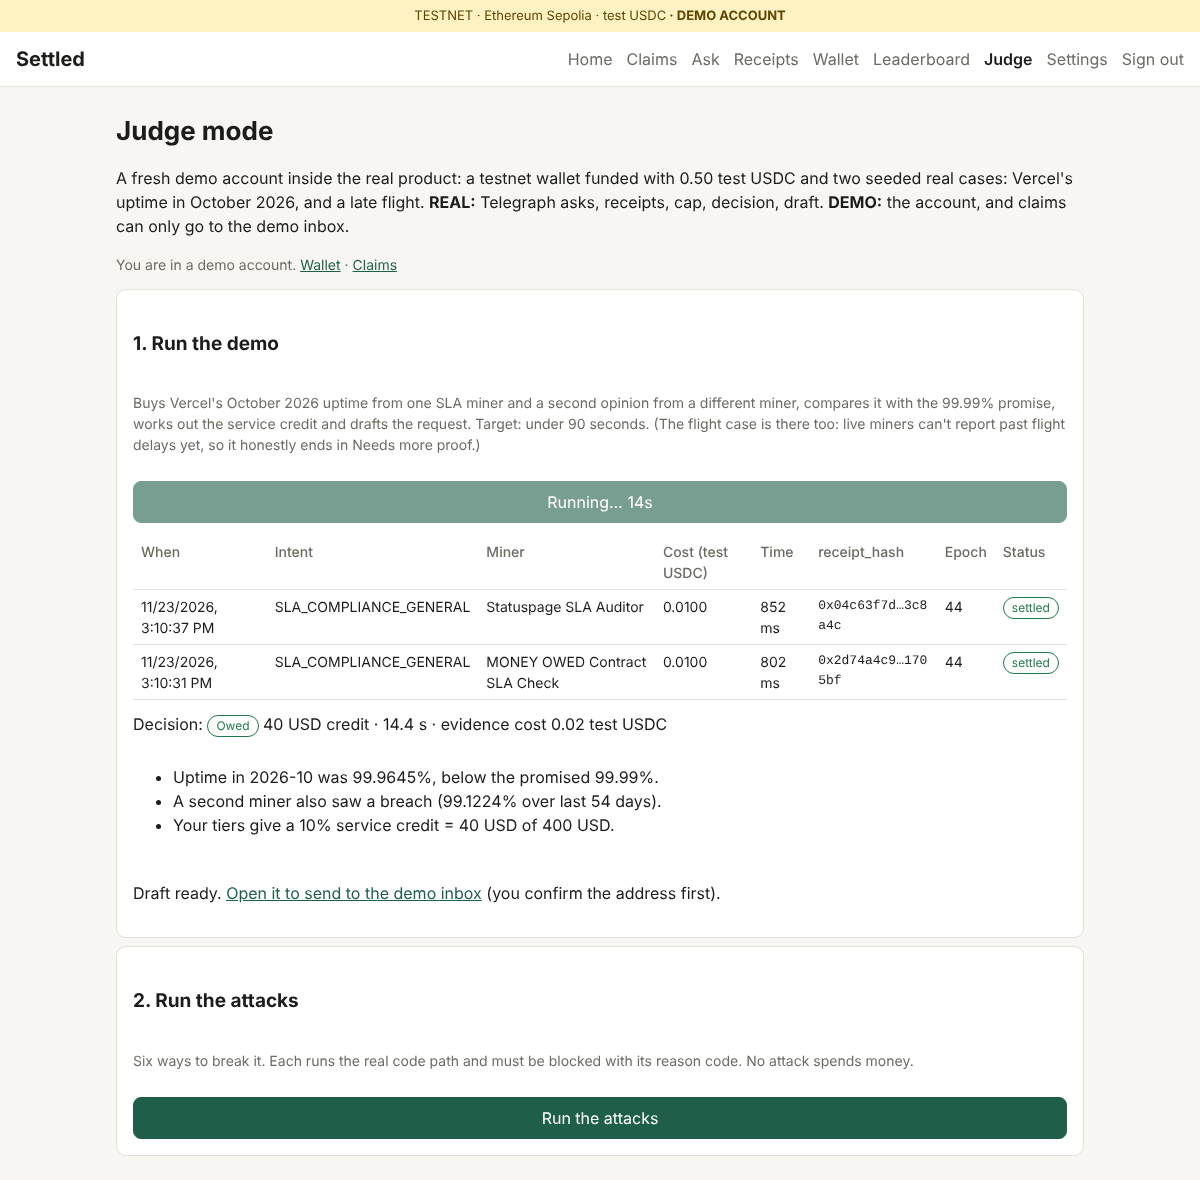 TESTNET · Ethereum Sepolia · test USDC · DEMO ACCOUNT
Settled
Home Claims Ask Receipts Wallet Leaderboard Judge Settings Sign out
Judge mode
A fresh demo account inside the real product: a testnet wallet funded with 0.50 test USDC and two seeded real cases: Vercel's
uptime in October 2026, and a late flight. REAL: Telegraph asks, receipts, cap, decision, draft. DEMO: the account, and claims
can only go to the demo inbox.
You are in a demo account. Wallet · Claims
1. Run the demo
Buys Vercel's October 2026 uptime from one SLA miner and a second opinion from a different miner, compares it with the 99.99% promise,
works out the service credit and drafts the request. Target: under 90 seconds. (The flight case is there too: live miners can't report past flight
delays yet, so it honestly ends in Needs more proof.)
Running… 14s
When Intent Miner Cost (test USDC) Time receipt_hash Epoch Status
11/23/2026, 3:10:37 PM SLA_COMPLIANCE_GENERAL Statuspage SLA Auditor 0.0100 852 ms 0x04c63f7d…3c8a4c 44 settled
11/23/2026, 3:10:31 PM SLA_COMPLIANCE_GENERAL MONEY OWED Contract SLA Check 0.0100 802 ms 0x2d74a4c9…1705bf 44 settled
Decision: Owed 40 USD credit · 14.4 s · evidence cost 0.02 test USDC
• Uptime in 2026-10 was 99.9645%, below the promised 99.99%.
• A second miner also saw a breach (99.1224% over last 54 days).
• Your tiers give a 10% service credit = 40 USD of 400 USD.
Draft ready. Open it to send to the demo inbox (you confirm the address first).
2. Run the attacks
Six ways to break it. Each runs the real code path and must be blocked with its reason code. No attack spends money.
Run the attacks